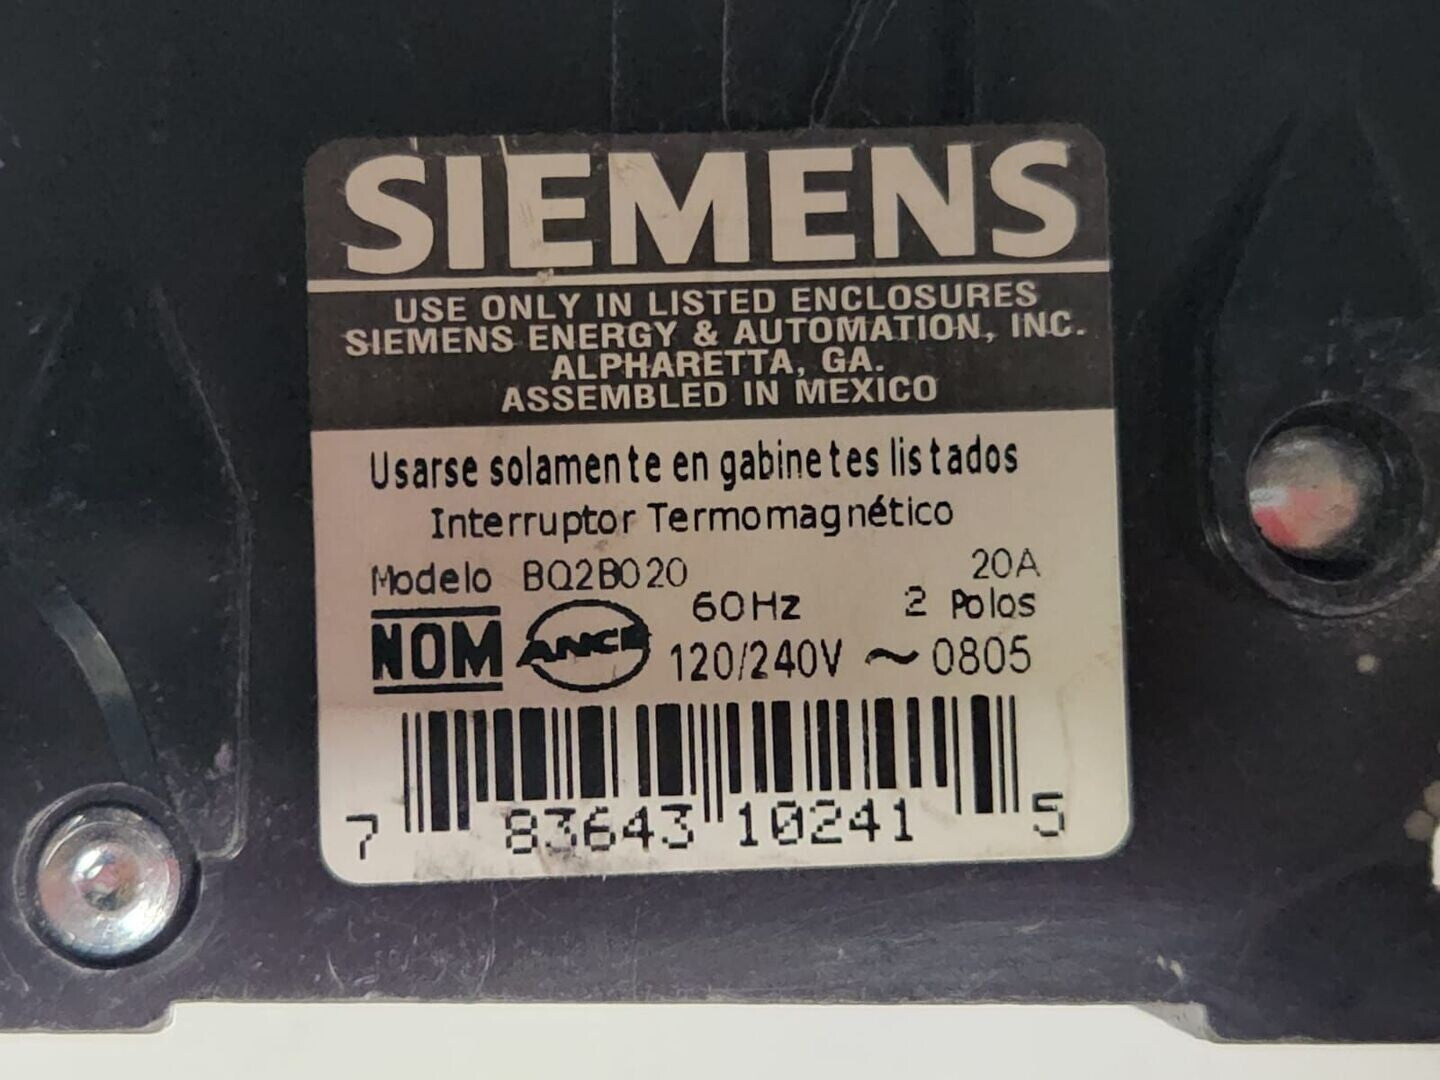 SIEMENS
USE ONLY IN LISTED ENCLOSURES
SIEMENS ENERGY & AUTOMATION, INC.
ALPHARETTA, GA.
ASSEMBLED IN MEXICO
Usarse solamente en gabinetes listados
Interruptor Termomagnético
Modelo BQ2B020 20A
60Hz 2 Polos
NOM ANCE 120/240V ~ 0805
7 83643 10241 5